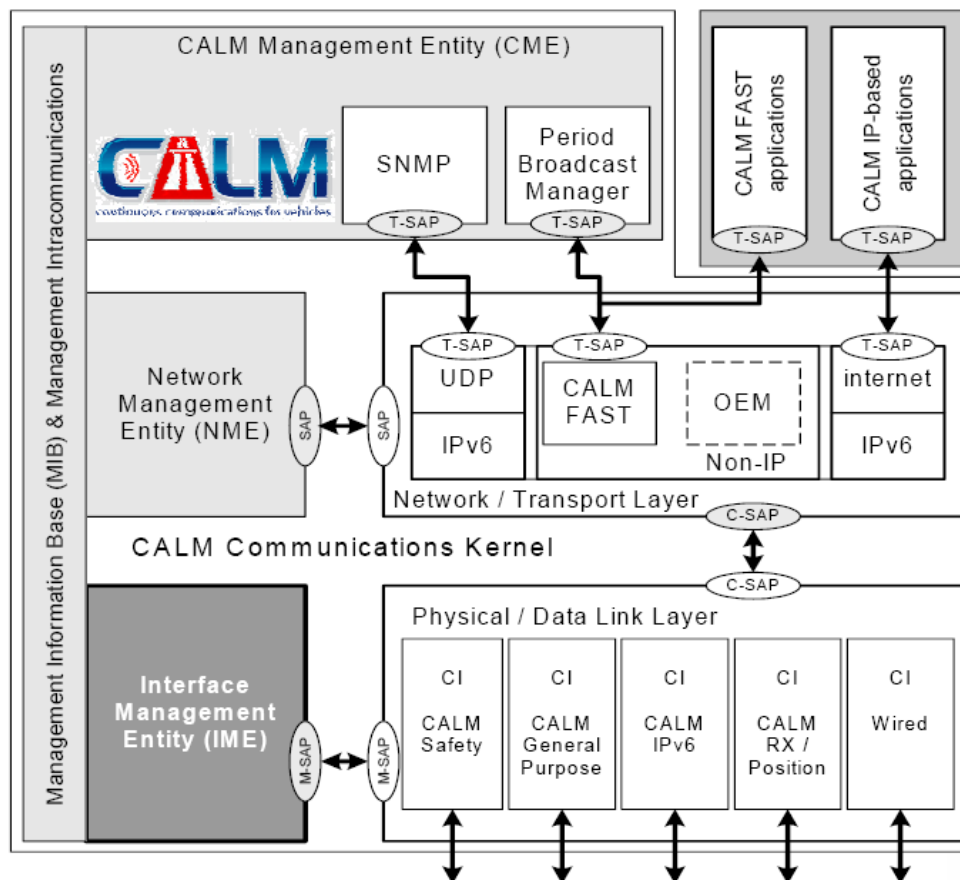 Management Information Base (MIB) & Management Intracommunications
CALM Management Entity (CME)
CALM
continuous communications for vehicles
SNMP
T-SAP
Period
Broadcast
Manager
T-SAP
CALM FAST
applications
T-SAP
CALM IP-based
applications
T-SAP
Network
Management
Entity (NME)
SAP
SAP
T-SAP
UDP
IPv6
T-SAP
CALM
FAST
OEM
Non-IP
T-SAP
internet
IPv6
Network / Transport Layer
C-SAP
CALM Communications Kernel
C-SAP
Physical / Data Link Layer
Interface
Management
Entity (IME)
M-SAP
M-SAP
CI
CALM
Safety
CI
CALM
General
Purpose
CI
CALM
IPv6
CI
CALM
RX /
Position
CI
Wired